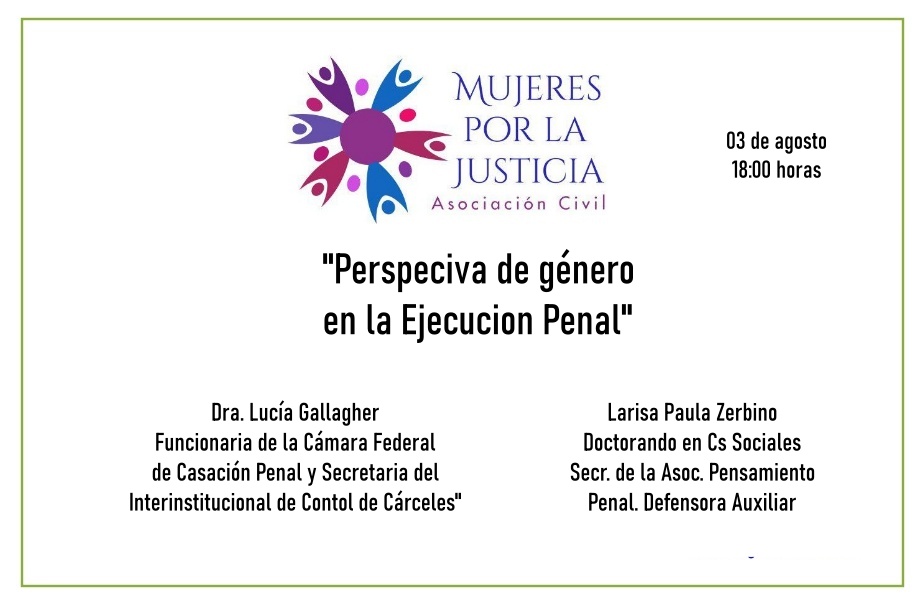 MUJERES
POR LA
JUSTICIA
Asociación Civil
03 de agosto
18:00 horas
"Perspeciva de género
en la Ejecucion Penal"
Dra. Lucía Gallagher
Funcionaria de la Cámara Federal
de Casación Penal y Secretaria del
Interinstitucional de Contol de Cárceles"
Larisa Paula Zerbino
Doctorando en Cs Sociales
Secr. de la Asoc. Pensamiento
Penal. Defensora Auxiliar